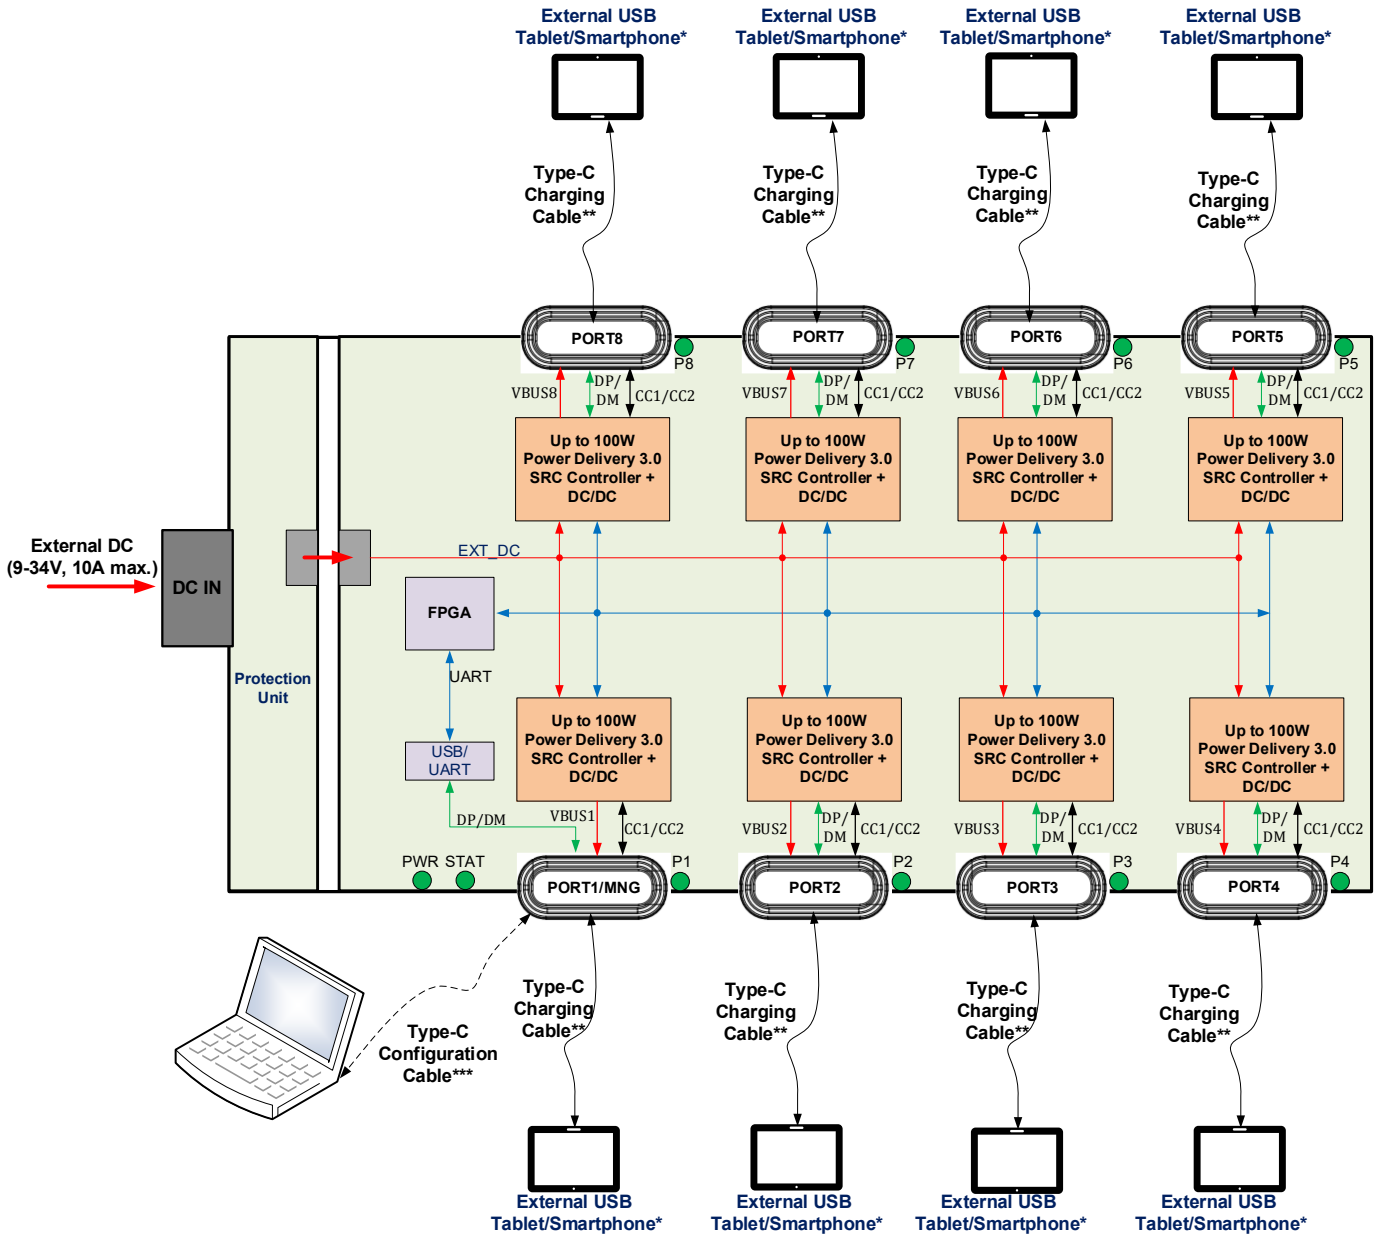 External USB
Tablet/Smartphone*
External USB
Tablet/Smartphone*
External USB
Tablet/Smartphone*
External USB
Tablet/Smartphone*
Type-C
Charging
Cable**
Type-C
Charging
Cable**
Type-C
Charging
Cable**
Type-C
Charging
Cable**
PORT8
PORT7
PORT6
PORT5
P8
P7
P6
P5
VBUS8
DP/
DM
CC1/CC2
VBUS7
DP/
DM
CC1/CC2
VBUS6
DP/
DM
CC1/CC2
VBUS5
DP/
DM
CC1/CC2
Up to 100W
Power Delivery 3.0
SRC Controller +
DC/DC
Up to 100W
Power Delivery 3.0
SRC Controller +
DC/DC
Up to 100W
Power Delivery 3.0
SRC Controller +
DC/DC
Up to 100W
Power Delivery 3.0
SRC Controller +
DC/DC
External DC
(9-34V, 10A max.)
DC IN
EXT_DC
FPGA
UART
Protection
Unit
USB/
UART
Up to 100W
Power Delivery 3.0
SRC Controller +
DC/DC
Up to 100W
Power Delivery 3.0
SRC Controller +
DC/DC
Up to 100W
Power Delivery 3.0
SRC Controller +
DC/DC
Up to 100W
Power Delivery 3.0
SRC Controller +
DC/DC
DP/DM
VBUS1
CC1/CC2
VBUS2
DP/
DM
CC1/CC2
VBUS3
DP/
DM
CC1/CC2
VBUS4
DP/
DM
CC1/CC2
PWR
STAT
P1
P2
P3
P4
PORT1/MNG
PORT2
PORT3
PORT4
Type-C
Configuration
Cable***
Type-C
Charging
Cable**
Type-C
Charging
Cable**
Type-C
Charging
Cable**
Type-C
Charging
Cable**
External USB
Tablet/Smartphone*
External USB
Tablet/Smartphone*
External USB
Tablet/Smartphone*
External USB
Tablet/Smartphone*